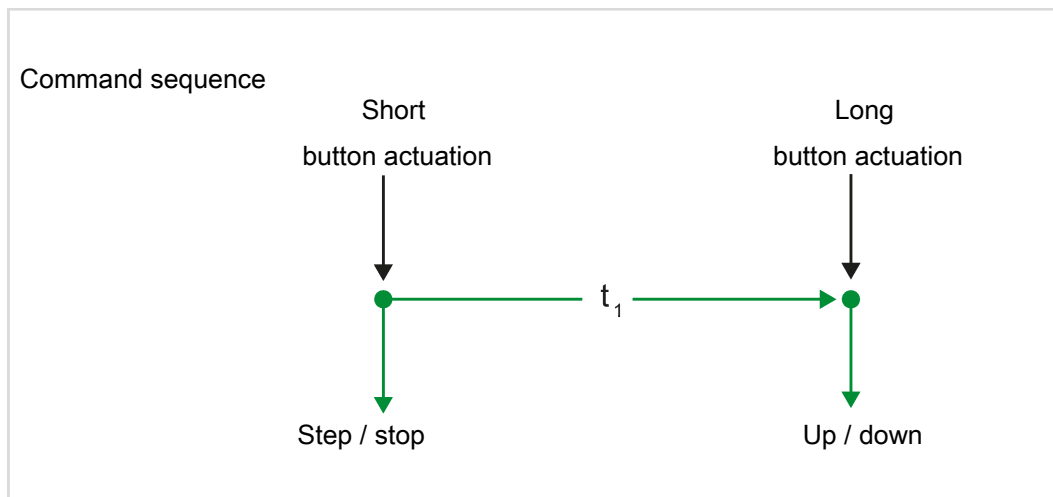 Command sequence
Short
button actuation
Long
button actuation
t1
Step / stop
Up / down